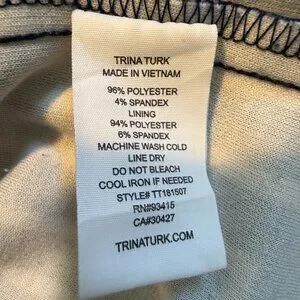 TRINA TURK
MADE IN VIETNAM
96% POLYESTER
4% SPANDEX
LINING
94% POLYESTER
6% SPANDEX
MACHINE WASH COLD
LINE DRY
DO NOT BLEACH
COOL IRON IF NEEDED
STYLE# TT181507
RN#93415
CA#30427
TRINATURK.COM